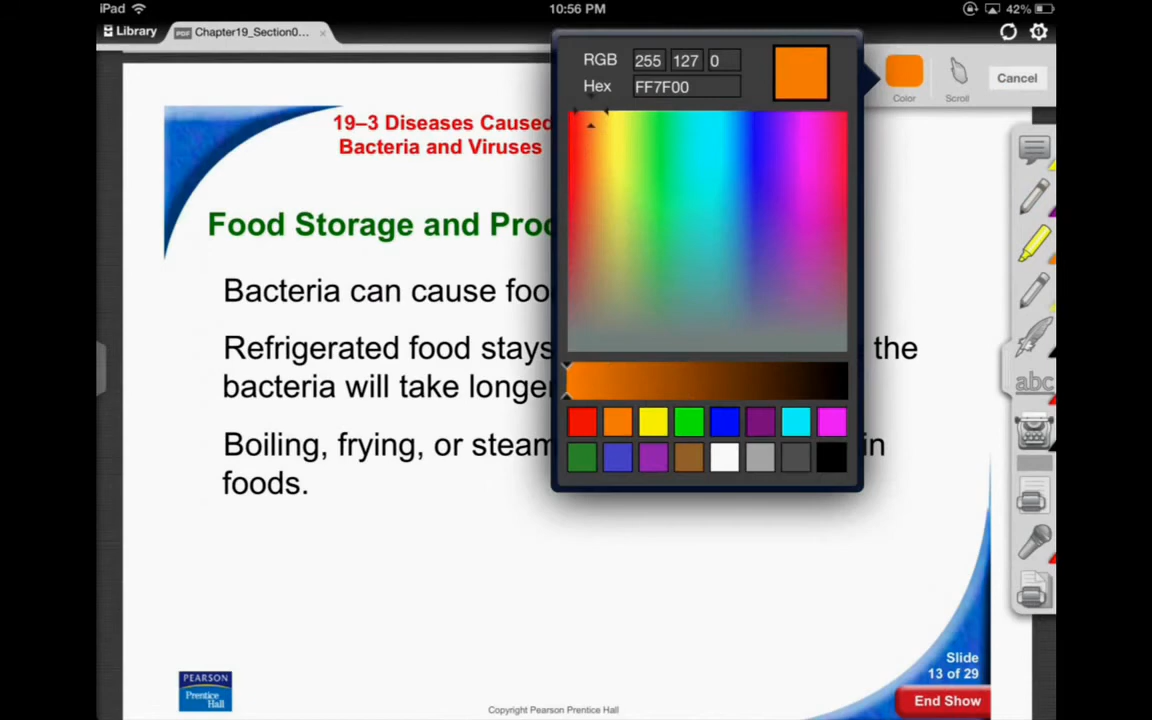 iPad
10:56 PM
42%
Library
PDF
Chapter19_Section0...
RGB 255 127 0
Hex FF7F00
Color
Scroll
Cancel
19–3 Diseases Caused
Bacteria and Viruses
Food Storage and Pro
Bacteria can cause foo
Refrigerated food stays the
bacteria will take longe
Boiling, frying, or steam in
foods.
abc
Slide
13 of 29
End Show
PEARSON
Prentice
Hall
Copyright Pearson Prentice Hall